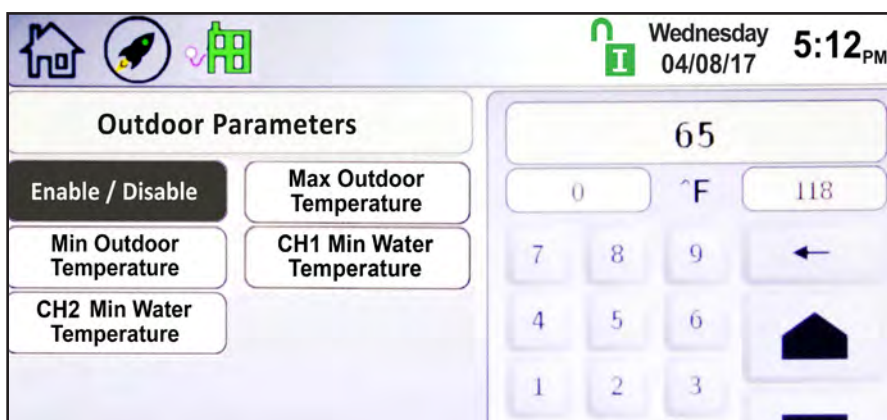 Wednesday
04/08/17
5:12PM
I
Outdoor Parameters
Enable / Disable
Max Outdoor
Temperature
Min Outdoor
Temperature
CH1 Min Water
Temperature
CH2 Min Water
Temperature
65
0 ^F 118
7 8 9
4 5 6
1 2 3